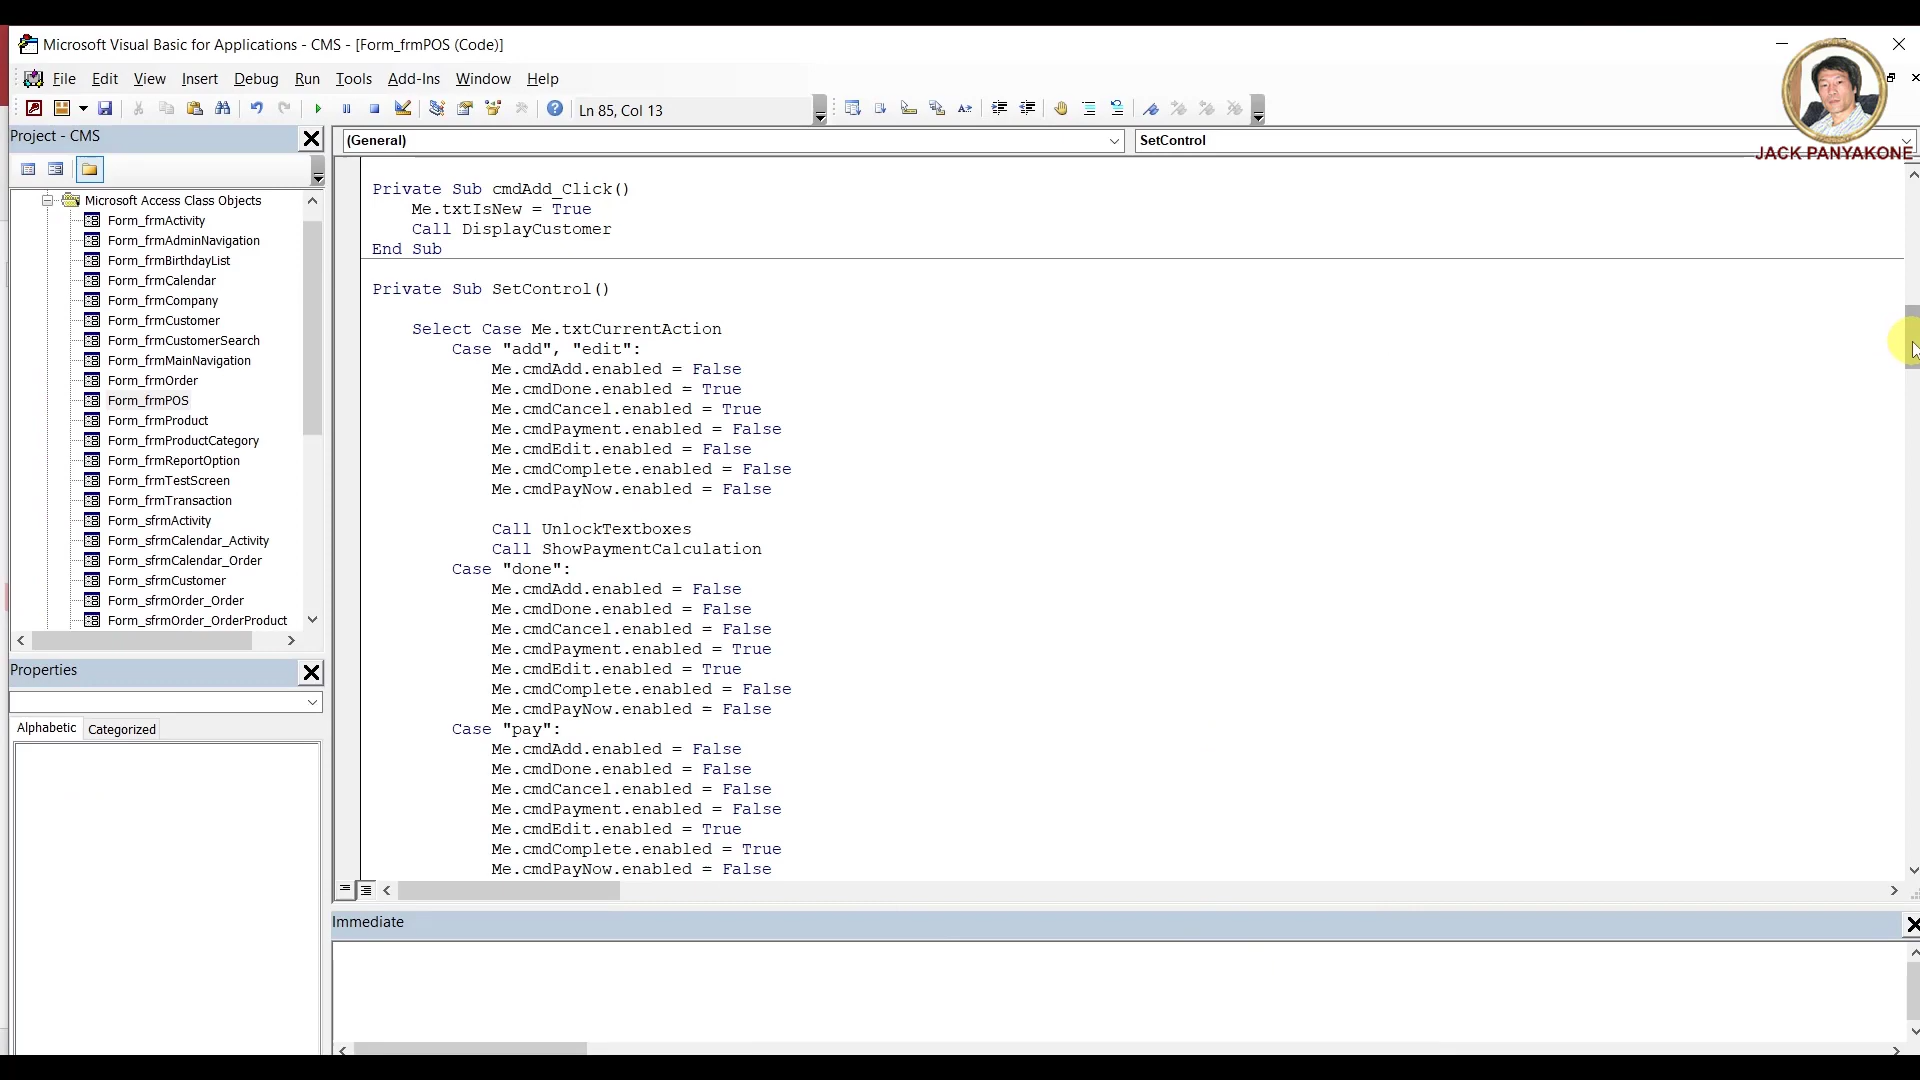 Microsoft Visual Basic for Applications - CMS - [Form_frmPOS (Code)]
File Edit View Insert Debug Run Tools Add-Ins Window Help
Ln 85, Col 13
JACK PANYAKONE
Project - CMS
(General) SetControl
Microsoft Access Class Objects
Form_frmActivity
Form_frmAdminNavigation
Form_frmBirthdayList
Form_frmCalendar
Form_frmCompany
Form_frmCustomer
Form_frmCustomerSearch
Form_frmMainNavigation
Form_frmOrder
Form_frmPOS
Form_frmProduct
Form_frmProductCategory
Form_frmReportOption
Form_frmTestScreen
Form_frmTransaction
Form_sfrmActivity
Form_sfrmCalendar_Activity
Form_sfrmCalendar_Order
Form_sfrmCustomer
Form_sfrmOrder_Order
Form_sfrmOrder_OrderProduct
Properties
Alphabetic Categorized
Private Sub cmdAdd_Click()
Me.txtIsNew = True
Call DisplayCustomer
End Sub
Private Sub SetControl()
Select Case Me.txtCurrentAction
Case "add", "edit":
Me.cmdAdd.enabled = False
Me.cmdDone.enabled = True
Me.cmdCancel.enabled = True
Me.cmdPayment.enabled = False
Me.cmdEdit.enabled = False
Me.cmdComplete.enabled = False
Me.cmdPayNow.enabled = False
Call UnlockTextboxes
Call ShowPaymentCalculation
Case "done":
Me.cmdAdd.enabled = False
Me.cmdDone.enabled = False
Me.cmdCancel.enabled = False
Me.cmdPayment.enabled = True
Me.cmdEdit.enabled = True
Me.cmdComplete.enabled = False
Me.cmdPayNow.enabled = False
Case "pay":
Me.cmdAdd.enabled = False
Me.cmdDone.enabled = False
Me.cmdCancel.enabled = False
Me.cmdPayment.enabled = False
Me.cmdEdit.enabled = True
Me.cmdComplete.enabled = True
Me.cmdPayNow.enabled = False
Immediate